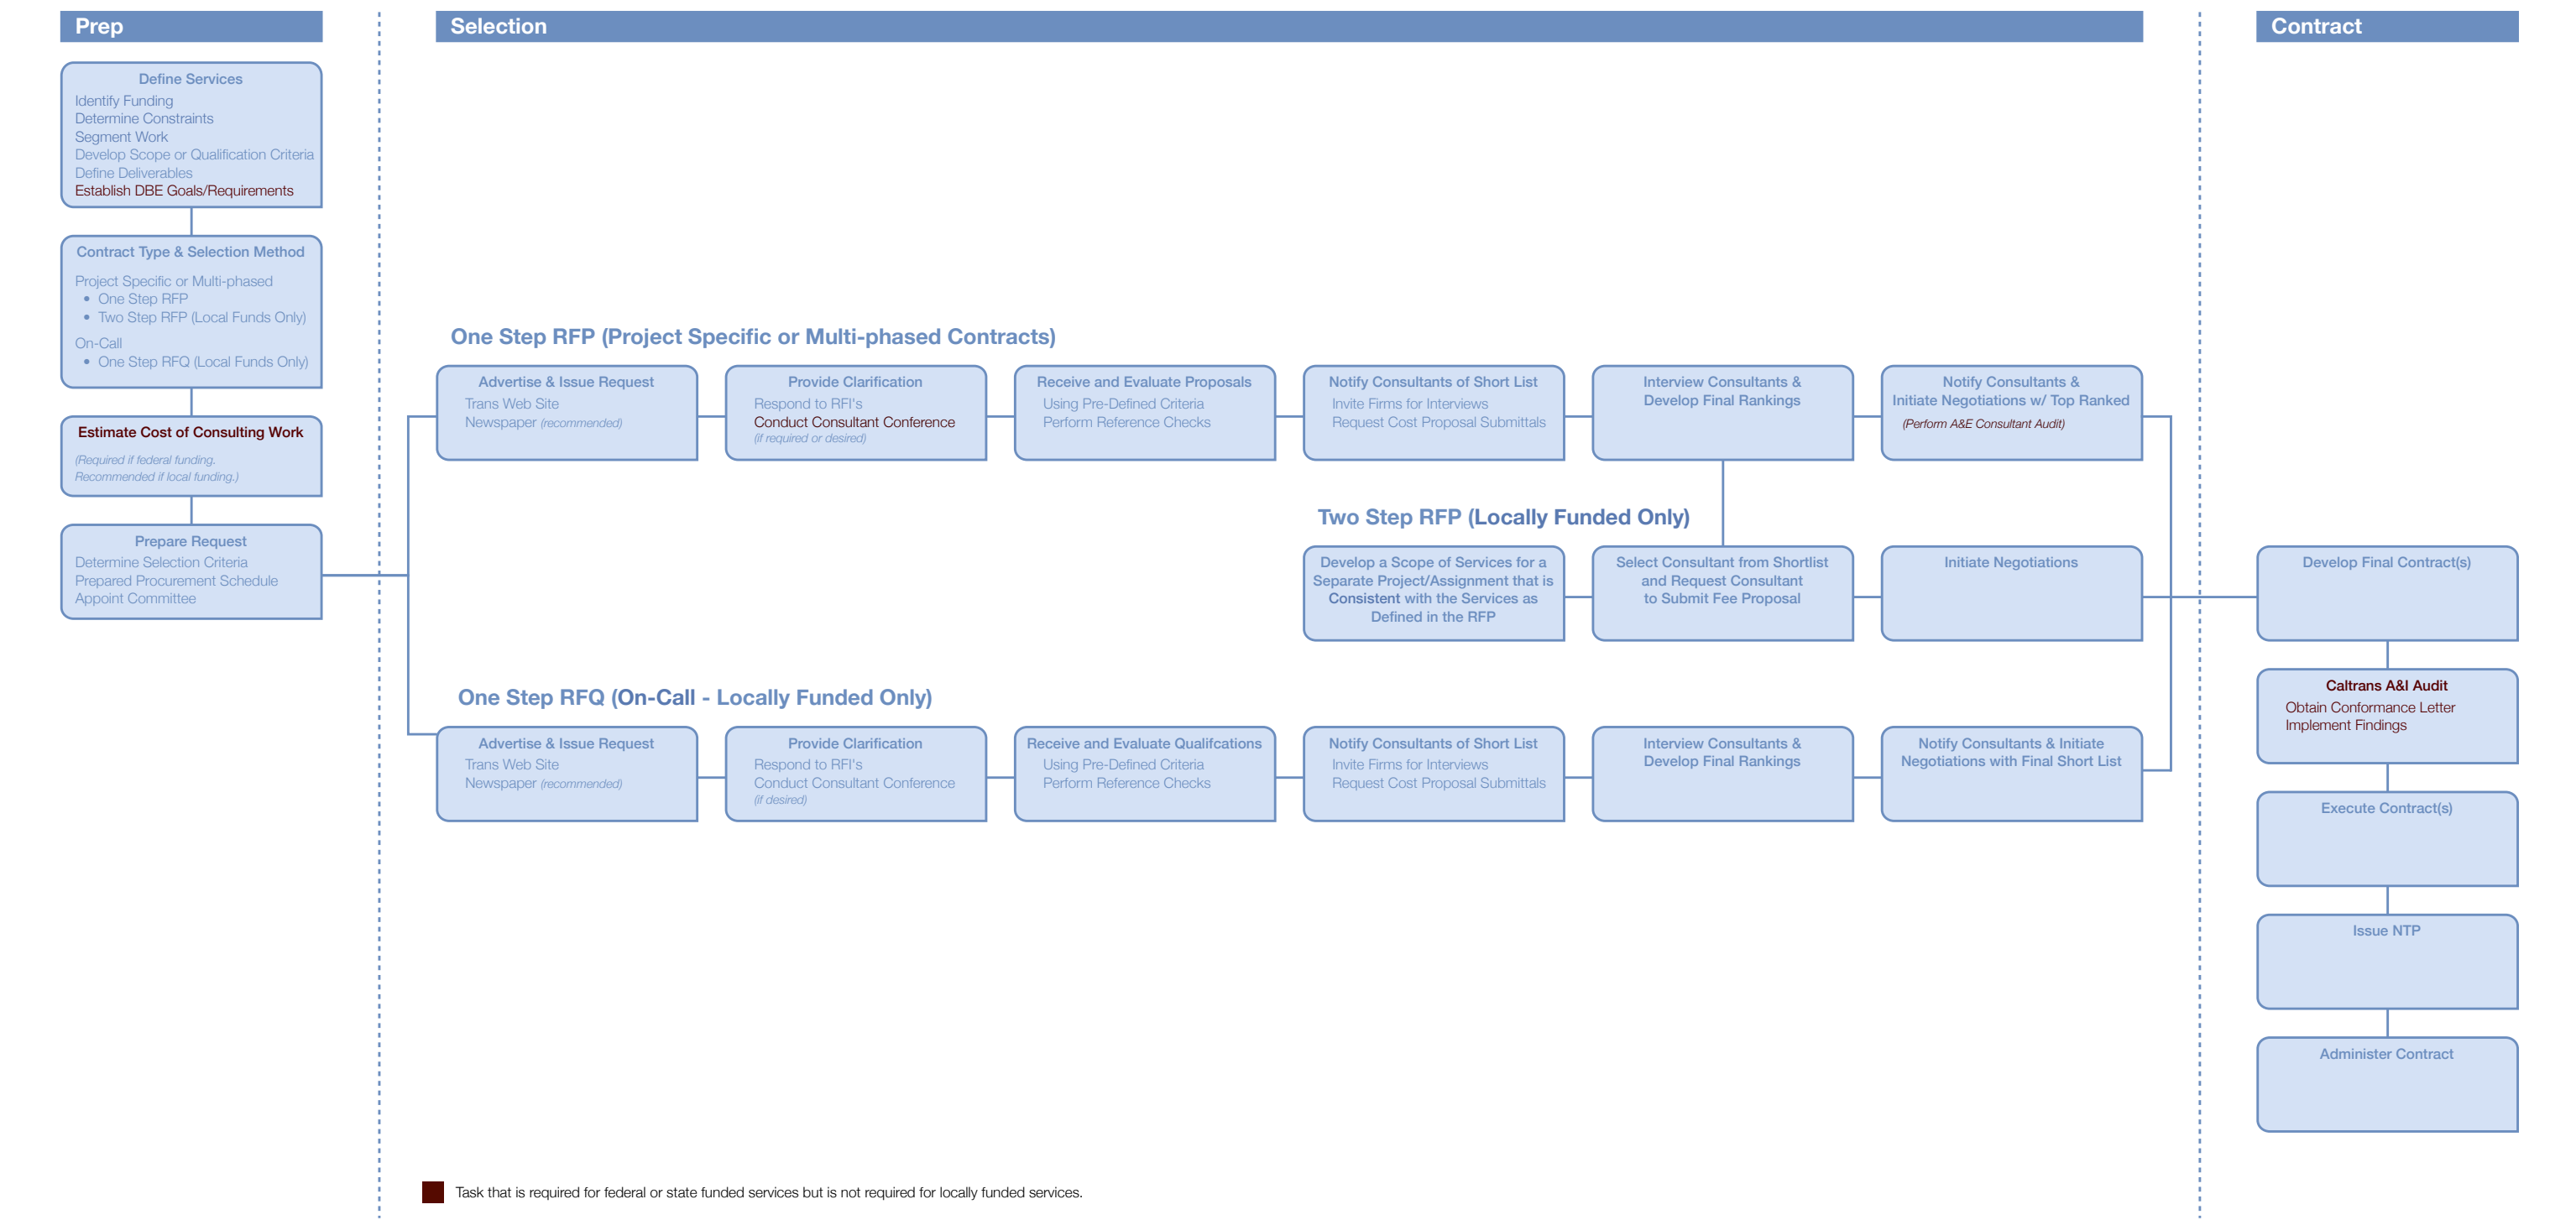 Prep
Define Services
Identify Funding
Determine Constraints
Segment Work
Develop Scope or Qualification Criteria
Define Deliverables
Establish DBE Goals/Requirements
Contract Type & Selection Method
Project Specific or Multi-phased
• One Step RFP
• Two Step RFP (Local Funds Only)
On-Call
• One Step RFQ (Local Funds Only)
Estimate Cost of Consulting Work
(Required if federal funding.
Recommended if local funding.)
Prepare Request
Determine Selection Criteria
Prepared Procurement Schedule
Appoint Committee
Selection
One Step RFP (Project Specific or Multi-phased Contracts)
Advertise & Issue Request
Trans Web Site
Newspaper (recommended)
Provide Clarification
Respond to RFI's
Conduct Consultant Conference
(if required or desired)
Receive and Evaluate Proposals
Using Pre-Defined Criteria
Perform Reference Checks
Notify Consultants of Short List
Invite Firms for Interviews
Request Cost Proposal Submittals
Interview Consultants &
Develop Final Rankings
Notify Consultants &
Initiate Negotiations w/ Top Ranked
(Perform A&E Consultant Audit)
Two Step RFP (Locally Funded Only)
Develop a Scope of Services for a
Separate Project/Assignment that is
Consistent with the Services as
Defined in the RFP
Select Consultant from Shortlist
and Request Consultant
to Submit Fee Proposal
Initiate Negotiations
One Step RFQ (On-Call - Locally Funded Only)
Advertise & Issue Request
Trans Web Site
Newspaper (recommended)
Provide Clarification
Respond to RFI's
Conduct Consultant Conference
(if desired)
Receive and Evaluate Qualifcations
Using Pre-Defined Criteria
Perform Reference Checks
Notify Consultants of Short List
Invite Firms for Interviews
Request Cost Proposal Submittals
Interview Consultants &
Develop Final Rankings
Notify Consultants & Initiate
Negotiations with Final Short List
Contract
Develop Final Contract(s)
Caltrans A&I Audit
Obtain Conformance Letter
Implement Findings
Execute Contract(s)
Issue NTP
Administer Contract
Task that is required for federal or state funded services but is not required for locally funded services.